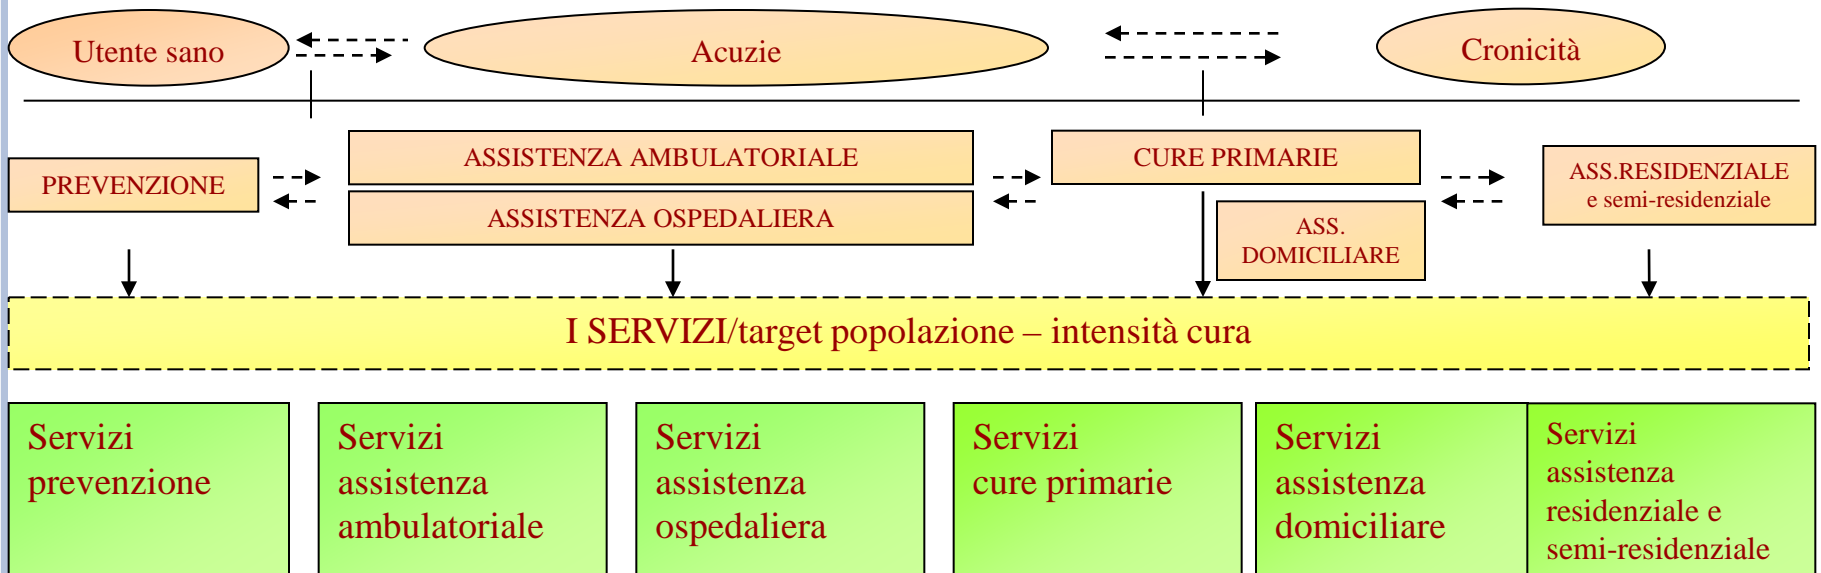 Utente sano
Acuzie
Cronicità
PREVENZIONE
ASSISTENZA AMBULATORIALE
ASSISTENZA OSPEDALIERA
CURE PRIMARIE
ASS.
DOMICILIARE
ASS.RESIDENZIALE
e semi-residenziale
I SERVIZI/target popolazione – intensità cura
Servizi
prevenzione
Servizi
assistenza
ambulatoriale
Servizi
assistenza
ospedaliera
Servizi
cure primarie
Servizi
assistenza
domiciliare
Servizi
assistenza
residenziale e
semi-residenziale